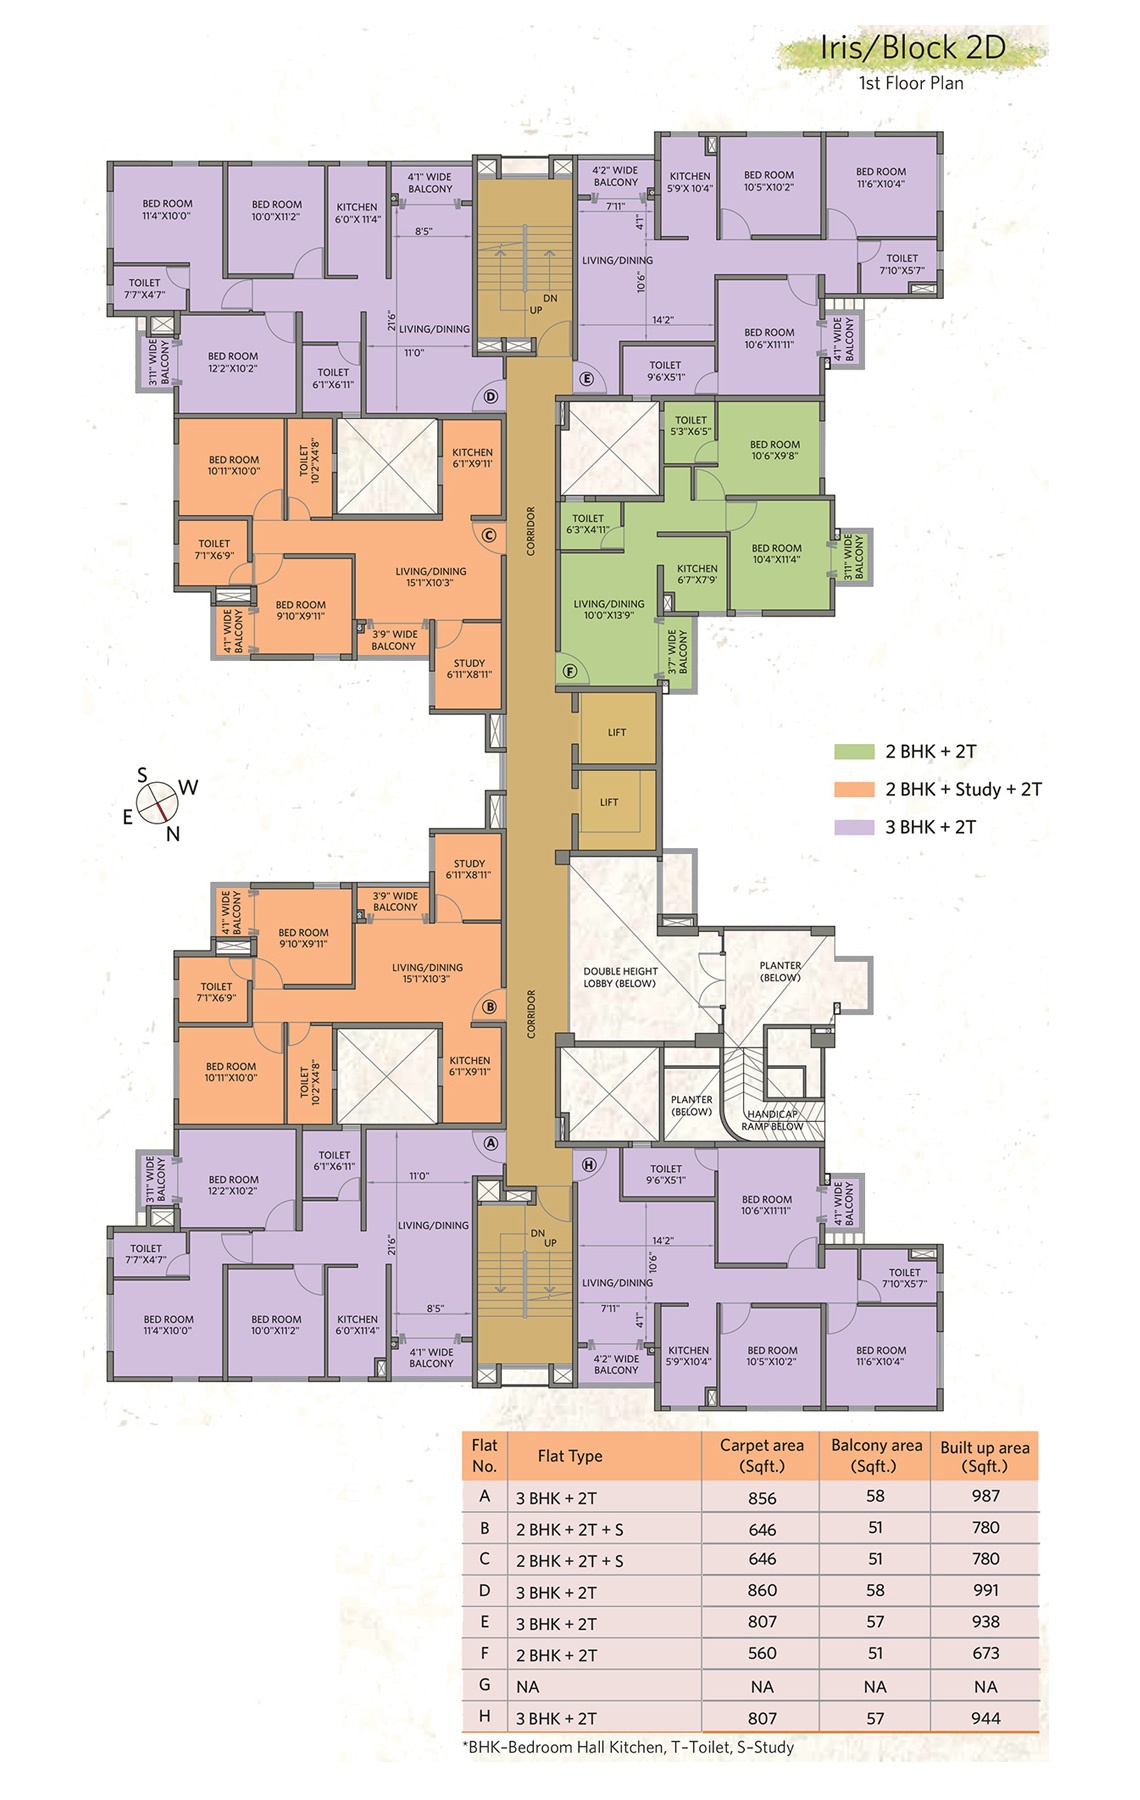 Iris/Block 2D
1st Floor Plan
BED ROOM
11'4"X10'0"
BED ROOM
10'0"X11'2"
KITCHEN
6'0"X 11'4"
4'1" WIDE
BALCONY
8'5"
TOILET
7'7"X4'7"
21'6"
LIVING/DINING
11'0"
3'11" WIDE
BALCONY
BED ROOM
12'2"X10'2"
TOILET
6'1"X6'11"
D
DN
UP
4'2" WIDE
BALCONY
7'11"
4'1"
KITCHEN
5'9'X 10'4"
BED ROOM
10'5"X10'2"
BED ROOM
11'6"X10'4"
LIVING/DINING
10'6"
14'2"
TOILET
7'10"X5'7"
BED ROOM
10'6"X11'11"
4'1" WIDE
BALCONY
TOILET
9'6"X5'1"
E
BED ROOM
10'11"X10'0"
TOILET
10'2"X4'8"
KITCHEN
6'1"X9'11'
C
TOILET
7'1"X6'9"
LIVING/DINING
15'1"X10'3"
BED ROOM
9'10"X9'11"
4'1" WIDE
BALCONY
3'9" WIDE
BALCONY
STUDY
6'11"X8'11"
CORRIDOR
TOILET
5'3"X6'5"
BED ROOM
10'6"X9'8"
TOILET
6'3"X4'11"
BED ROOM
10'4"X11'4"
3'11" WIDE
BALCONY
KITCHEN
6'7"X7'9'
LIVING/DINING
10'0"X13'9"
3'7" WIDE
BALCONY
F
LIFT
LIFT
2 BHK + 2T
2 BHK + Study + 2T
3 BHK + 2T
S
W
E
N
STUDY
6'11"X8'11"
4'1" WIDE
BALCONY
3'9" WIDE
BALCONY
BED ROOM
9'10"X9'11"
LIVING/DINING
15'1"X10'3"
TOILET
7'1"X6'9"
B
BED ROOM
10'11"X10'0"
TOILET
10'2"X4'8"
KITCHEN
6'1"X9'11"
CORRIDOR
DOUBLE HEIGHT
LOBBY (BELOW)
PLANTER
(BELOW)
PLANTER
(BELOW)
HANDICAP
RAMP BELOW
3'11" WIDE
BALCONY
BED ROOM
12'2"X10'2"
TOILET
6'1"X6'11"
A
11'0"
LIVING/DINING
21'6"
TOILET
7'7"X4'7"
8'5"
BED ROOM
11'4"X10'0"
BED ROOM
10'0"X11'2"
KITCHEN
6'0"X11'4"
4'1" WIDE
BALCONY
DN
UP
H
TOILET
9'6"X5'1"
BED ROOM
10'6"X11'11"
4'1" WIDE
BALCONY
14'2"
10'6"
LIVING/DINING
7'11"
4'1"
TOILET
7'10"X5'7"
4'2" WIDE
BALCONY
KITCHEN
5'9"X10'4"
BED ROOM
10'5"X10'2"
BED ROOM
11'6"X10'4"
Flat No. Flat Type Carpet area (Sqft.) Balcony area (Sqft.) Built up area (Sqft.)
A 3 BHK + 2T 856 58 987
B 2 BHK + 2T + S 646 51 780
C 2 BHK + 2T + S 646 51 780
D 3 BHK + 2T 860 58 991
E 3 BHK + 2T 807 57 938
F 2 BHK + 2T 560 51 673
G NA NA NA NA
H 3 BHK + 2T 807 57 944
*BHK–Bedroom Hall Kitchen, T–Toilet, S–Study